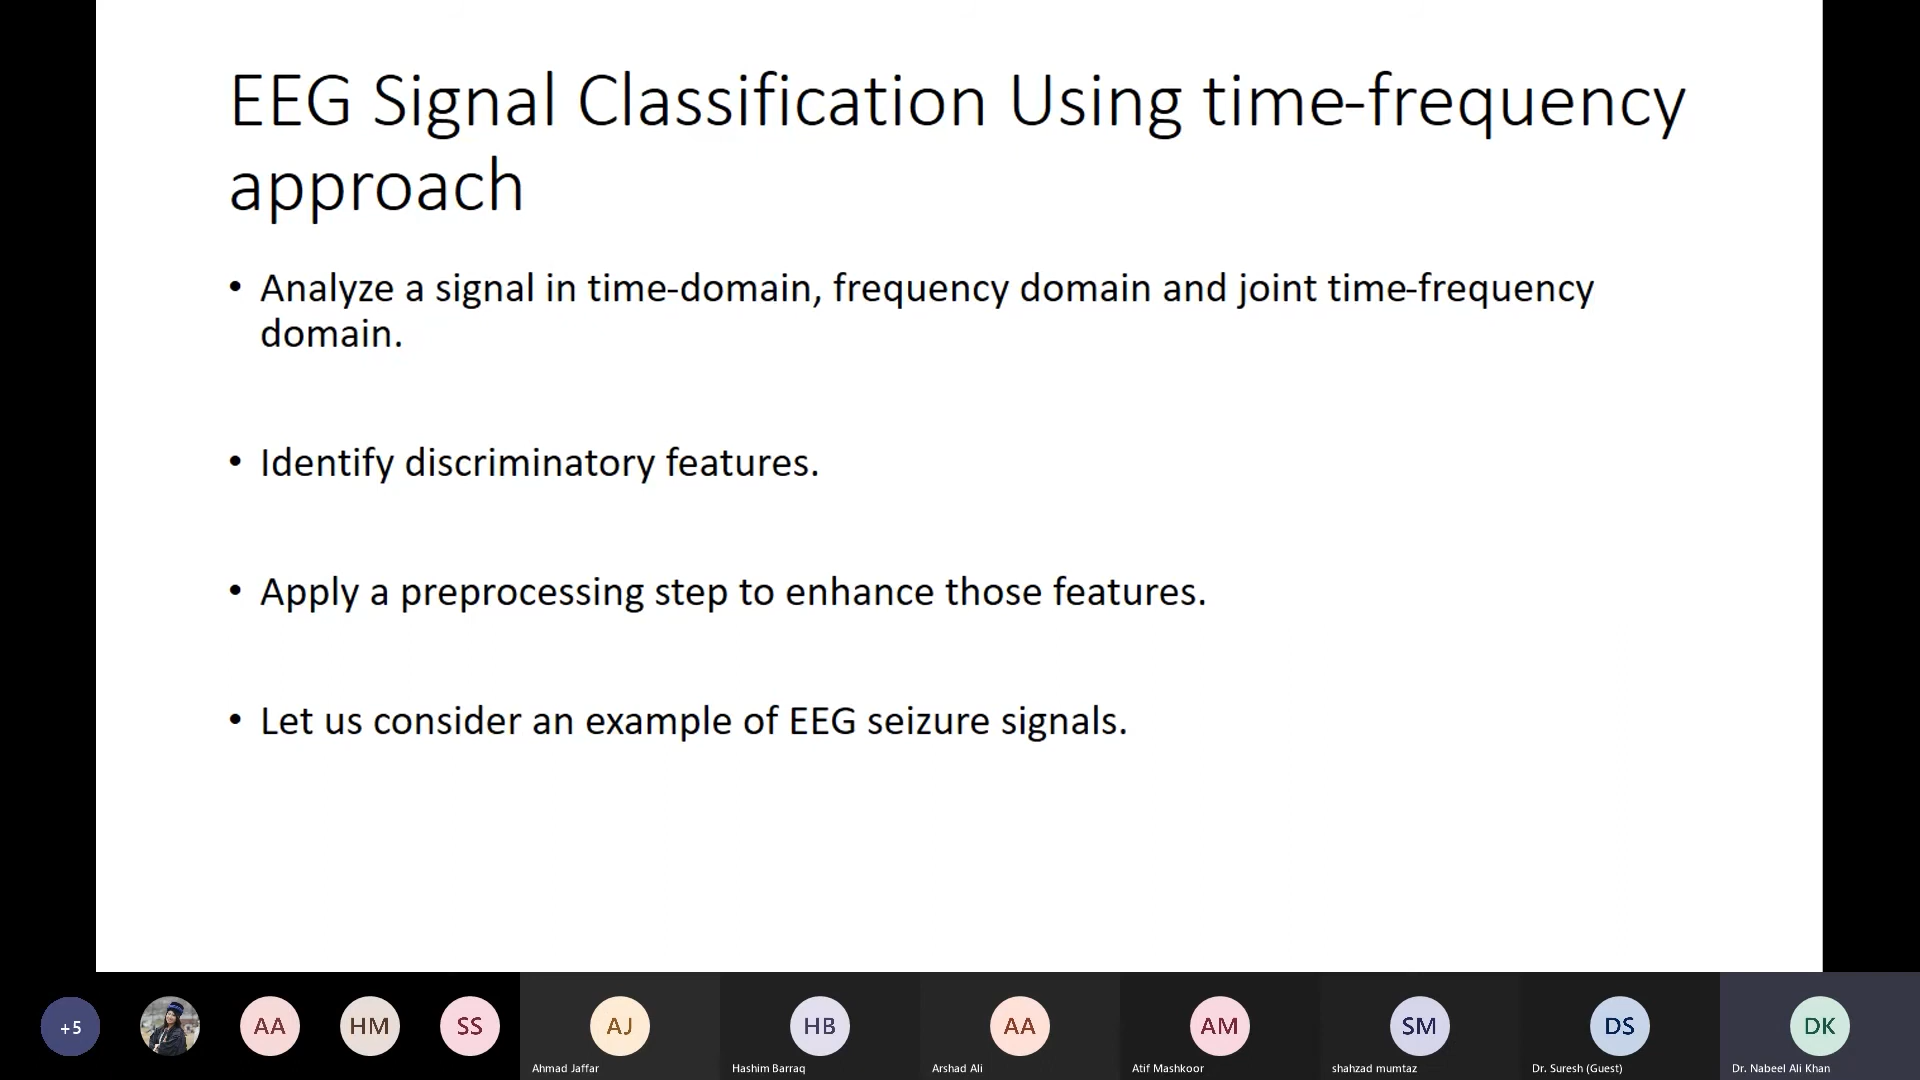 EEG Signal Classification Using time-frequency
approach
• Analyze a signal in time-domain, frequency domain and joint time-frequency
domain.
• Identify discriminatory features.
• Apply a preprocessing step to enhance those features.
• Let us consider an example of EEG seizure signals.
+5
AA
HM
SS
AJ
HB
AA
AM
SM
DS
DK
Ahmad Jaffar
Hashim Barraq
Arshad Ali
Atif Mashkoor
shahzad mumtaz
Dr. Suresh (Guest)
Dr. Nabeel Ali Khan